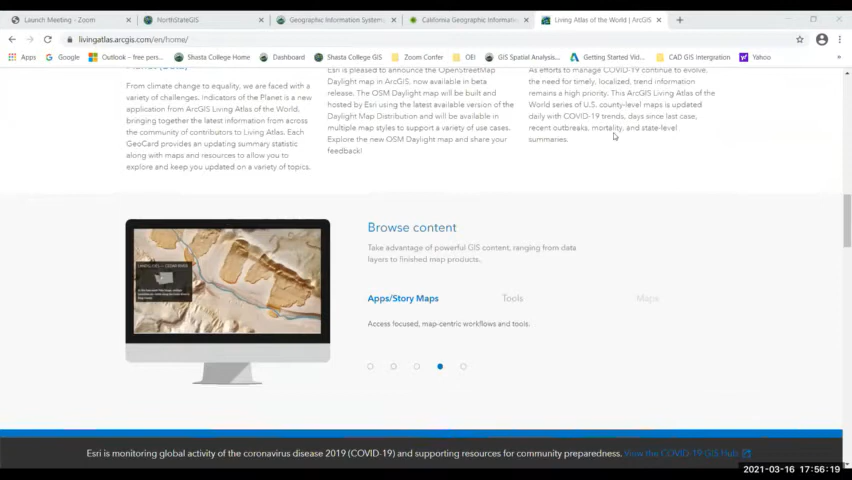 Launch Meeting - Zoom
NorthStateGIS
Geographic Information System
California Geographic Informat
Living Atlas of the World | ArcGIS
livingatlas.arcgis.com/en/home/
Apps
Google
Outlook – free pers...
Shasta College Home
Dashboard
Shasta College GIS
Zoom Confer
OEI
GIS Spatial Analysis...
Getting Started Vid...
CAD GIS Intergration
Yahoo
From climate change to equality, we are faced with a
variety of challenges. Indicators of the Planet is a new
application from ArcGIS Living Atlas of the World,
bringing together the latest information from across
the community of contributors to Living Atlas. Each
GeoCard provides an updating summary statistic
along with maps and resources to allow you to
explore and keep you updated on a variety of topics.
Esri is pleased to announce the OpenStreetMap
Daylight map in ArcGIS, now available in beta
release. The OSM Daylight map will be built and
hosted by Esri using the latest available version of the
Daylight Map Distribution and will be available in
multiple map styles to support a variety of use cases.
Explore the new OSM Daylight map and share your
feedback!
As efforts to manage COVID-19 continue to evolve,
the need for timely, localized, trend information
remains a high priority. This ArcGIS Living Atlas of the
World series of U.S. county-level maps is updated
daily with COVID-19 trends, days since last case,
recent outbreaks, mortality, and state-level
summaries.
Browse content
Take advantage of powerful GIS content, ranging from data
layers to finished map products.
Apps/Story Maps
Tools
Maps
Access focused, map-centric workflows and tools.
Esri is monitoring global activity of the coronavirus disease 2019 (COVID-19) and supporting resources for community preparedness. View the COVID-19 GIS Hub
2021-03-16 17:56:19